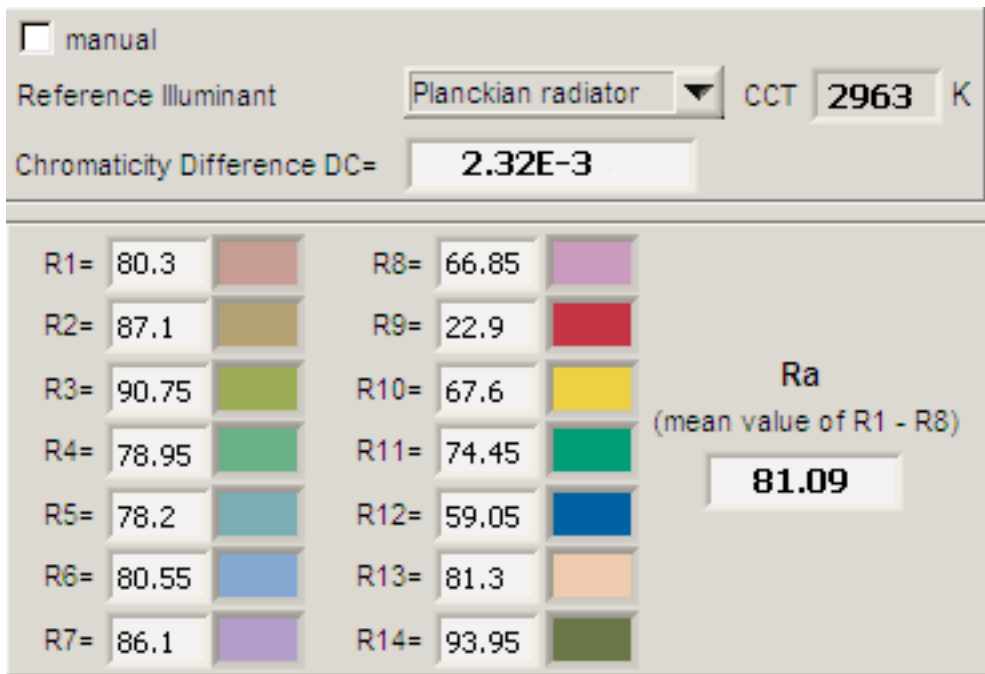 manual
Reference Illuminant Planckian radiator CCT 2963 K
Chromaticity Difference DC= 2.32E-3
R1= 80.3 R8= 66.85
R2= 87.1 R9= 22.9
R3= 90.75 R10= 67.6
R4= 78.95 R11= 74.45
R5= 78.2 R12= 59.05
R6= 80.55 R13= 81.3
R7= 86.1 R14= 93.95
Ra
(mean value of R1 - R8)
81.09